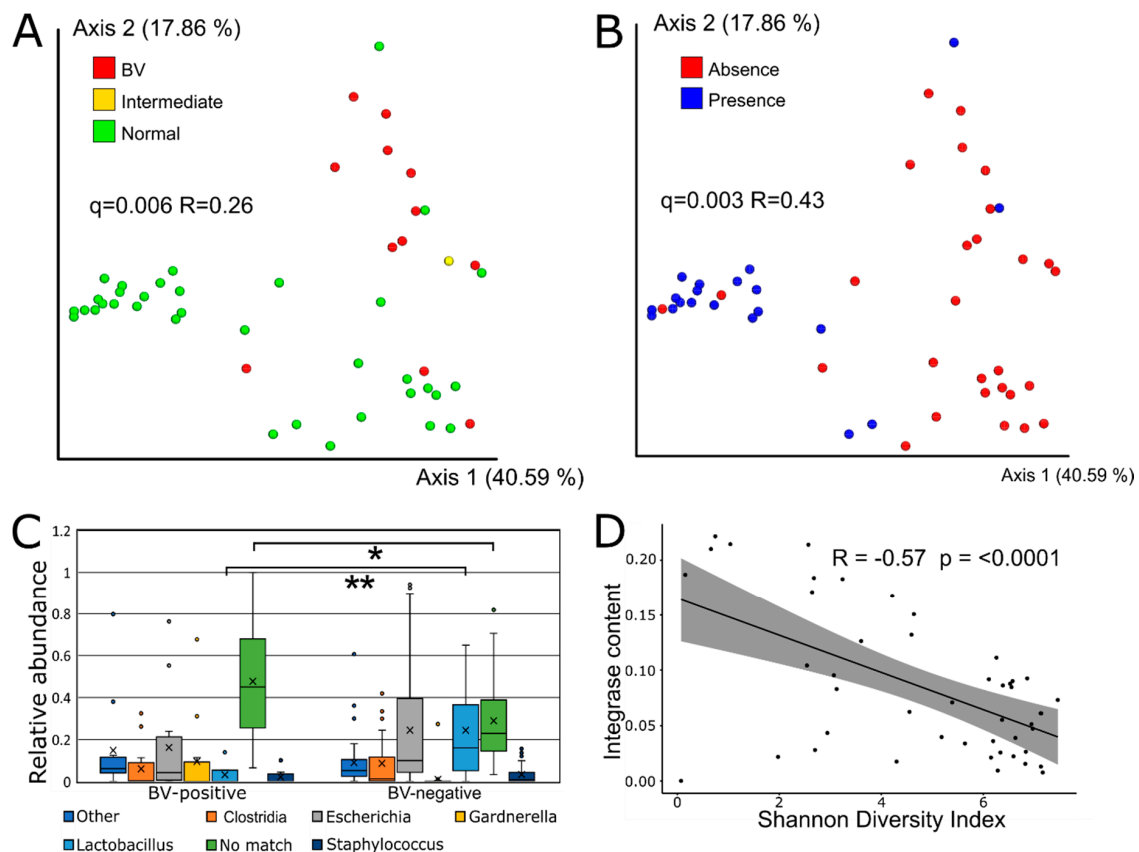 A
Axis 2 (17.86 %)
BV
Intermediate
Normal
q=0.006 R=0.26
Axis 1 (40.59 %)
B
Axis 2 (17.86 %)
Absence
Presence
q=0.003 R=0.43
Axis 1 (40.59 %)
C
Relative abundance
1.2
1
0.8
0.6
0.4
0.2
0
*
**
BV-positive
BV-negative
Other
Clostridia
Escherichia
Gardnerella
Lactobacillus
No match
Staphylococcus
D
R = -0.57 p = <0.0001
Integrase content
0.20
0.15
0.10
0.05
0.00
0 2 4 6
Shannon Diversity Index